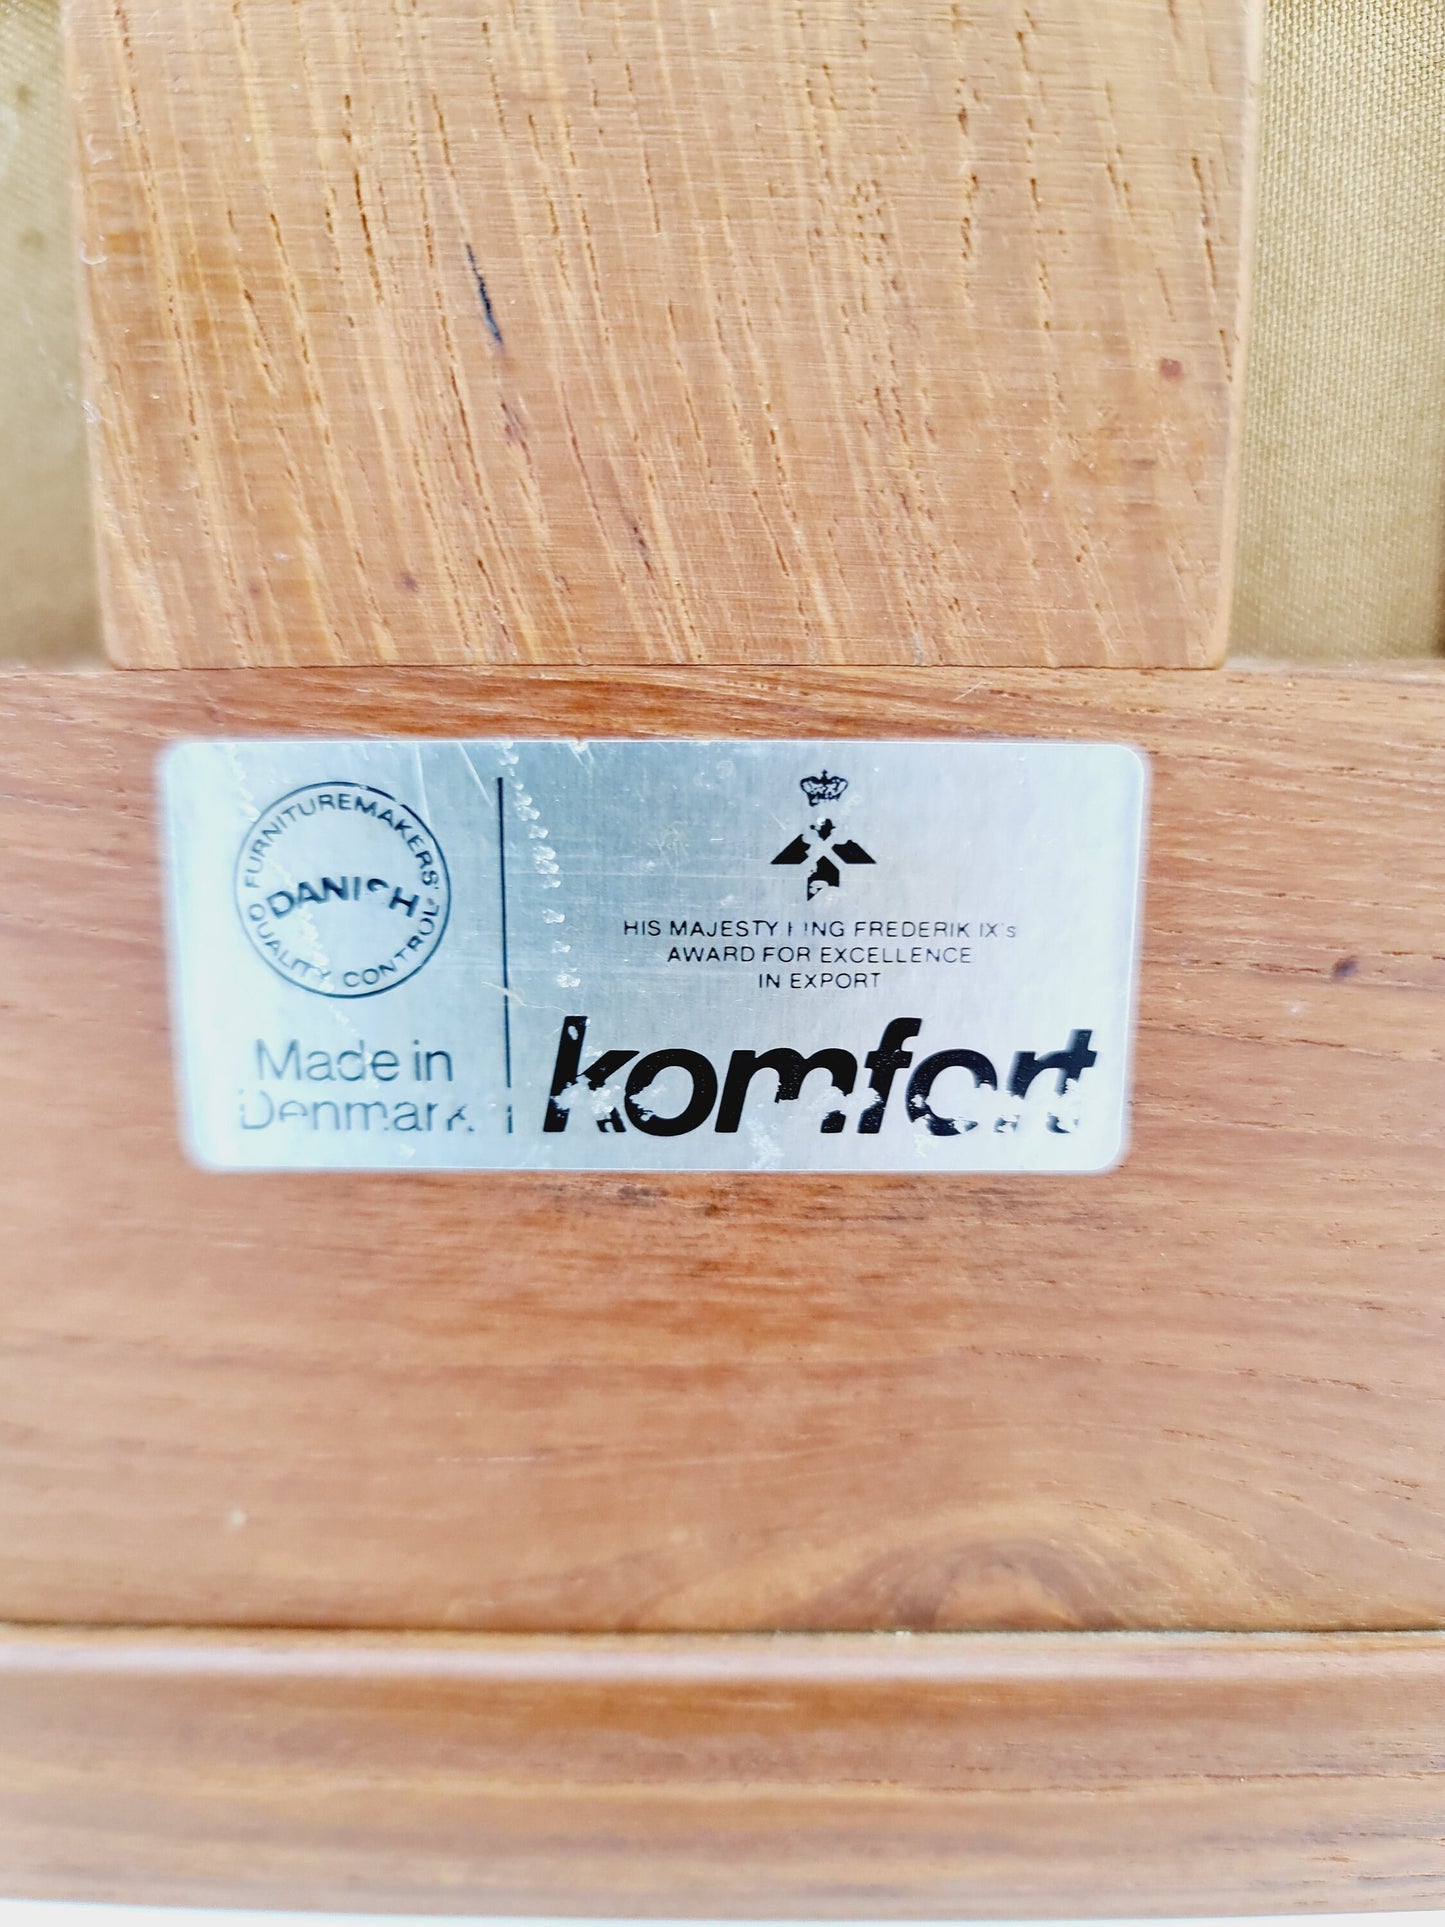 FURNITUREMAKERS'
DANISH
QUALITY CONTROL
Made in
Denmark
HIS MAJESTY KING FREDERIK IX's
AWARD FOR EXCELLENCE
IN EXPORT
komfort